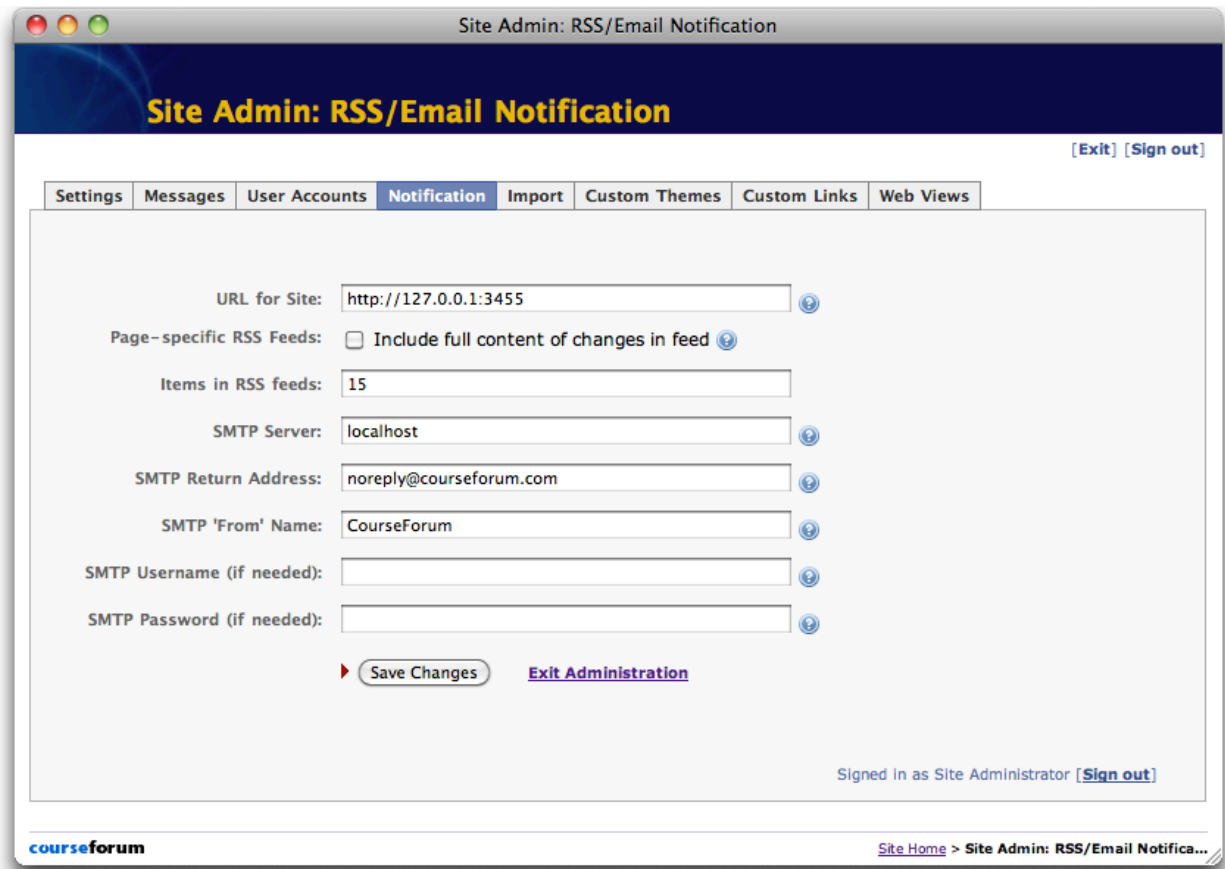 Site Admin: RSS/Email Notification
Site Admin: RSS/Email Notification
[Exit] [Sign out]
Settings Messages User Accounts Notification Import Custom Themes Custom Links Web Views
URL for Site: http://127.0.0.1:3455
Page-specific RSS Feeds: Include full content of changes in feed
Items in RSS feeds: 15
SMTP Server: localhost
SMTP Return Address: noreply@courseforum.com
SMTP 'From' Name: CourseForum
SMTP Username (if needed):
SMTP Password (if needed):
Save Changes Exit Administration
Signed in as Site Administrator [Sign out]
courseforum Site Home > Site Admin: RSS/Email Notifica...